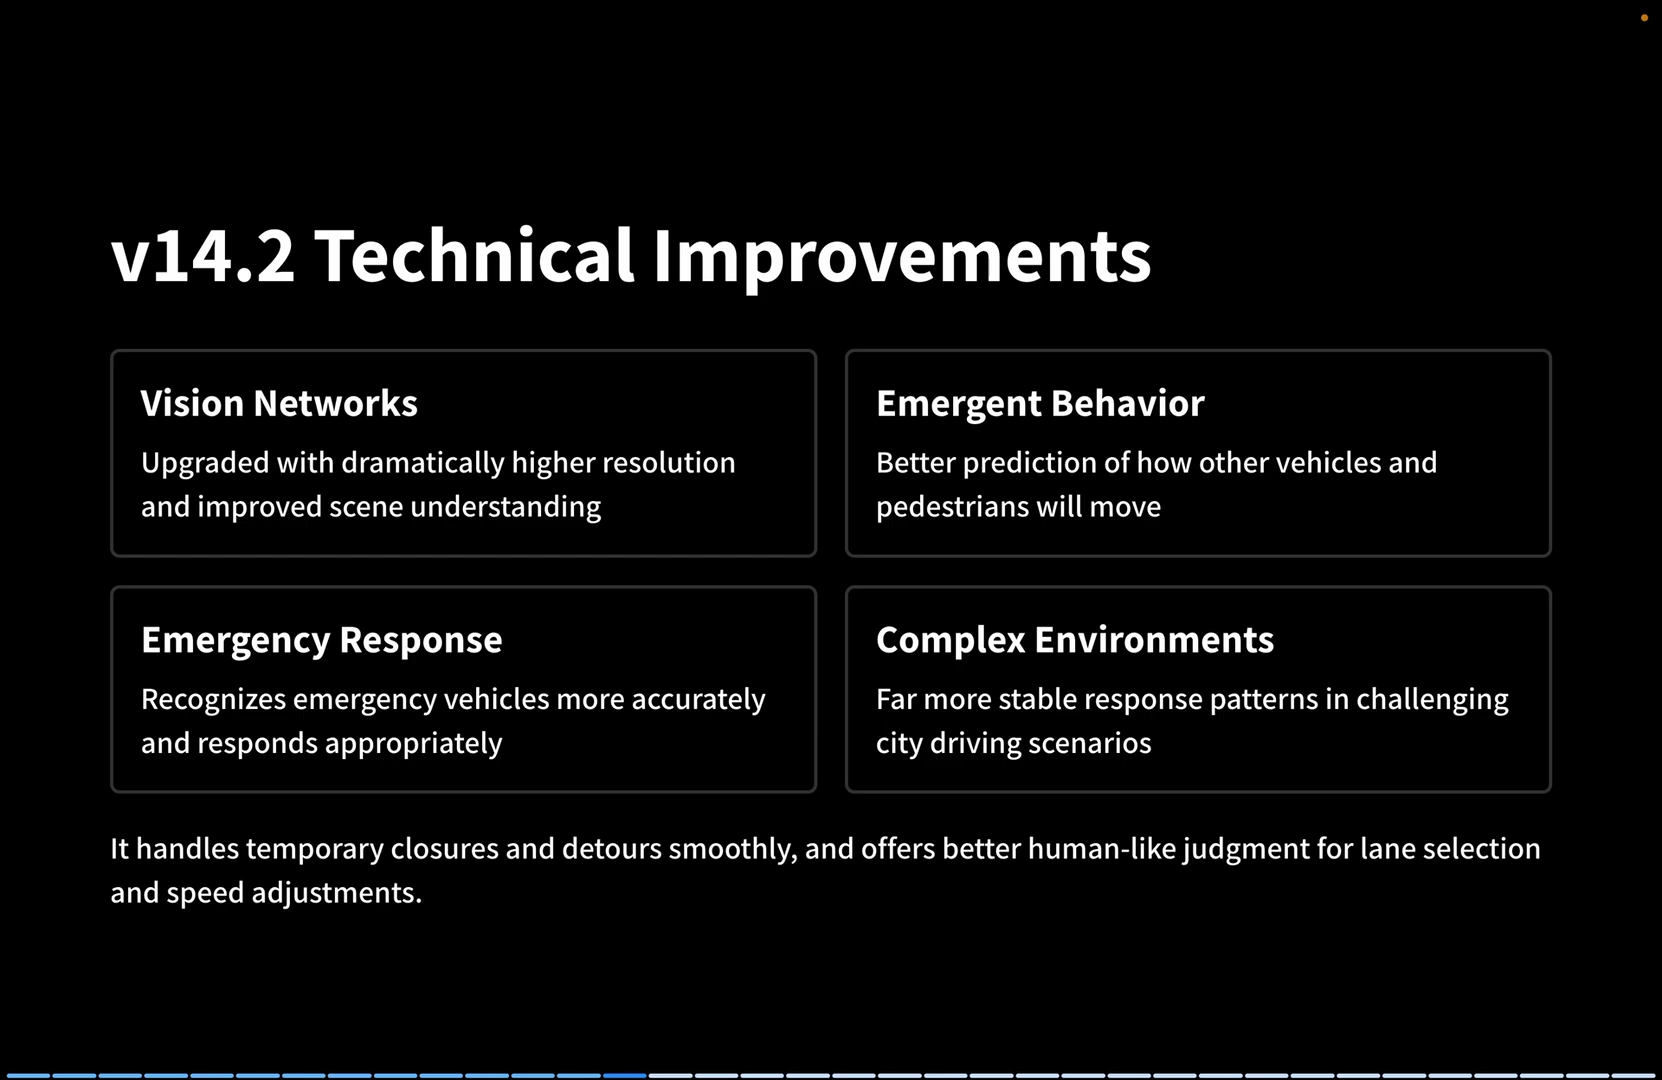 v14.2 Technical Improvements
Vision Networks
Upgraded with dramatically higher resolution
and improved scene understanding
Emergent Behavior
Better prediction of how other vehicles and
pedestrians will move
Emergency Response
Recognizes emergency vehicles more accurately
and responds appropriately
Complex Environments
Far more stable response patterns in challenging
city driving scenarios
It handles temporary closures and detours smoothly, and offers better human-like judgment for lane selection
and speed adjustments.